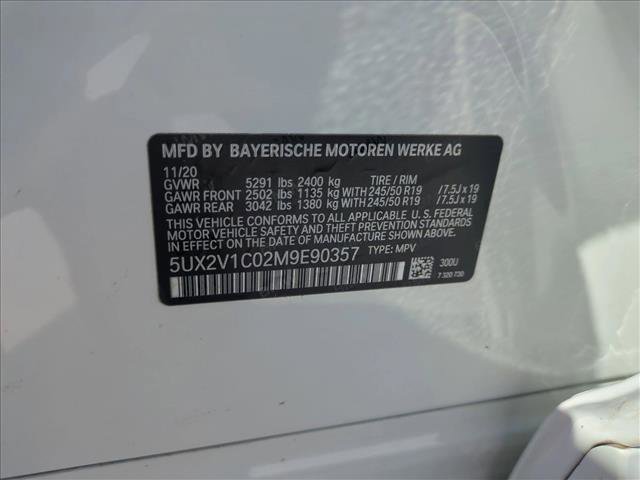 MFD BY BAYERISCHE MOTOREN WERKE AG
11/20
GVWR 5291 lbs 2400 kg TIRE / RIM
GAWR FRONT 2502 lbs 1135 kg WITH 245/50 R19 /7.5J x 19
GAWR REAR 3042 lbs 1380 kg WITH 245/50 R19 /7.5J x 19
THIS VEHICLE CONFORMS TO ALL APPLICABLE U. S. FEDERAL
MOTOR VEHICLE SAFETY AND THEFT PREVENTION STANDARDS
IN EFFECT ON THE DATE OF MANUFACTURE SHOWN ABOVE.
5UX2V1C02M9E90357 TYPE: MPV
300U
7 320 730